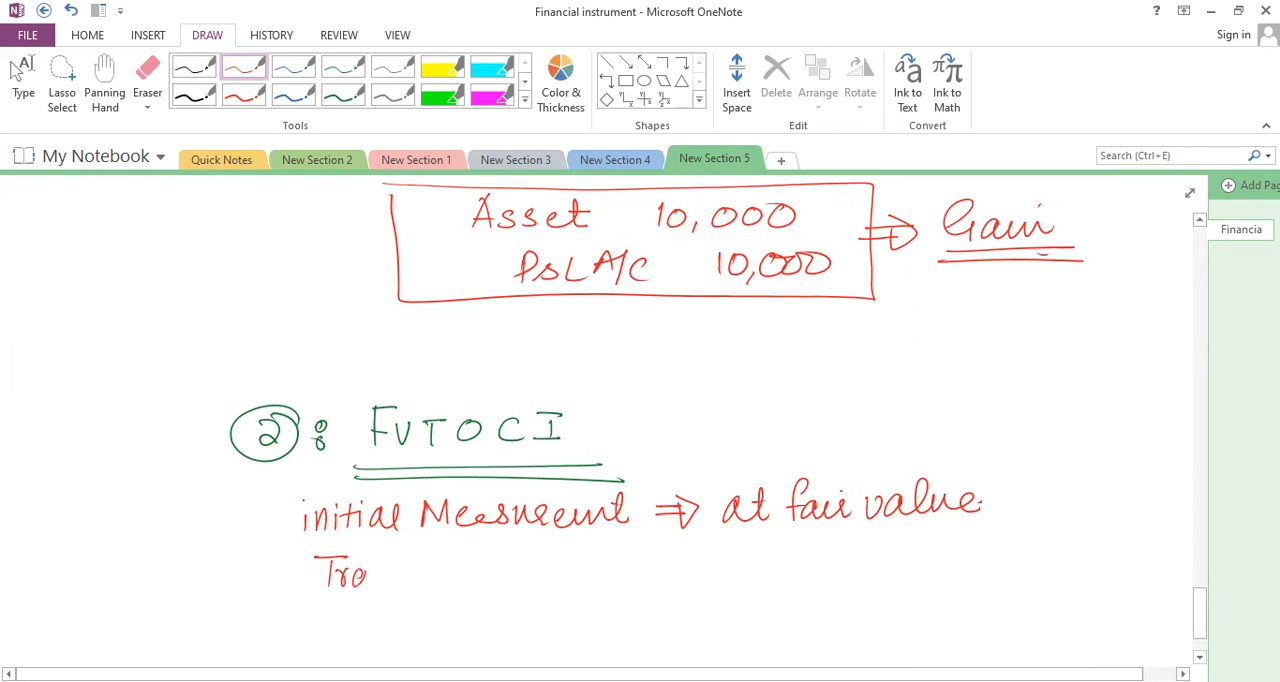 Financial instrument - Microsoft OneNote
?
FILE HOME INSERT DRAW HISTORY REVIEW VIEW
Sign in
Type Lasso Select Panning Hand Eraser Color & Thickness Insert Space Delete Arrange Rotate Ink to Text Ink to Math
Tools Shapes Edit Convert
My Notebook Quick Notes New Section 2 New Section 1 New Section 3 New Section 4 New Section 5 Search (Ctrl+E)
Add Pag
Financia
Asset 10,000 ⇒ Gain
P&L A/C 10,000
2 : FVTOCI
initial Measurement ⇒ at fair value.
Tra